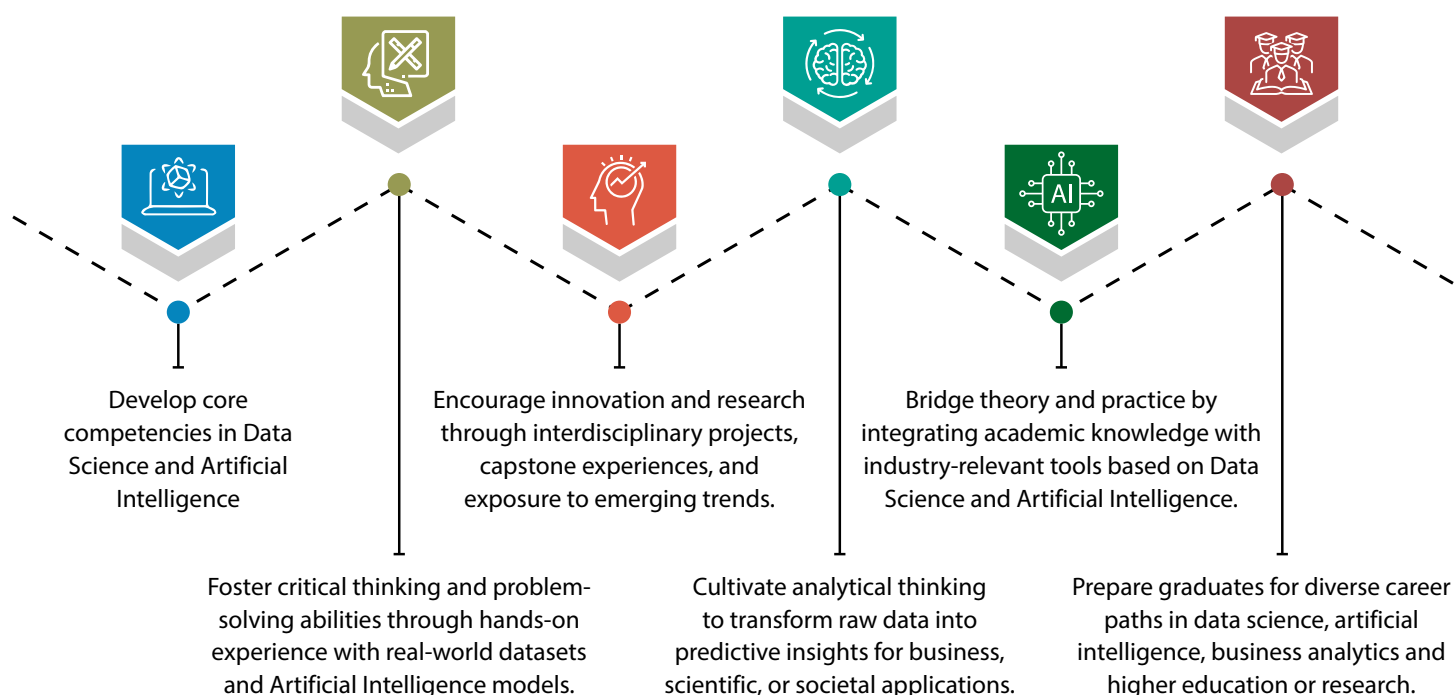 AI
Develop core
competencies in Data
Science and Artificial
Intelligence
Foster critical thinking and problem-
solving abilities through hands-on
experience with real-world datasets
and Artificial Intelligence models.
Encourage innovation and research
through interdisciplinary projects,
capstone experiences, and
exposure to emerging trends.
Cultivate analytical thinking
to transform raw data into
predictive insights for business,
scientific, or societal applications.
Bridge theory and practice by
integrating academic knowledge with
industry-relevant tools based on Data
Science and Artificial Intelligence.
Prepare graduates for diverse career
paths in data science, artificial
intelligence, business analytics and
higher education or research.